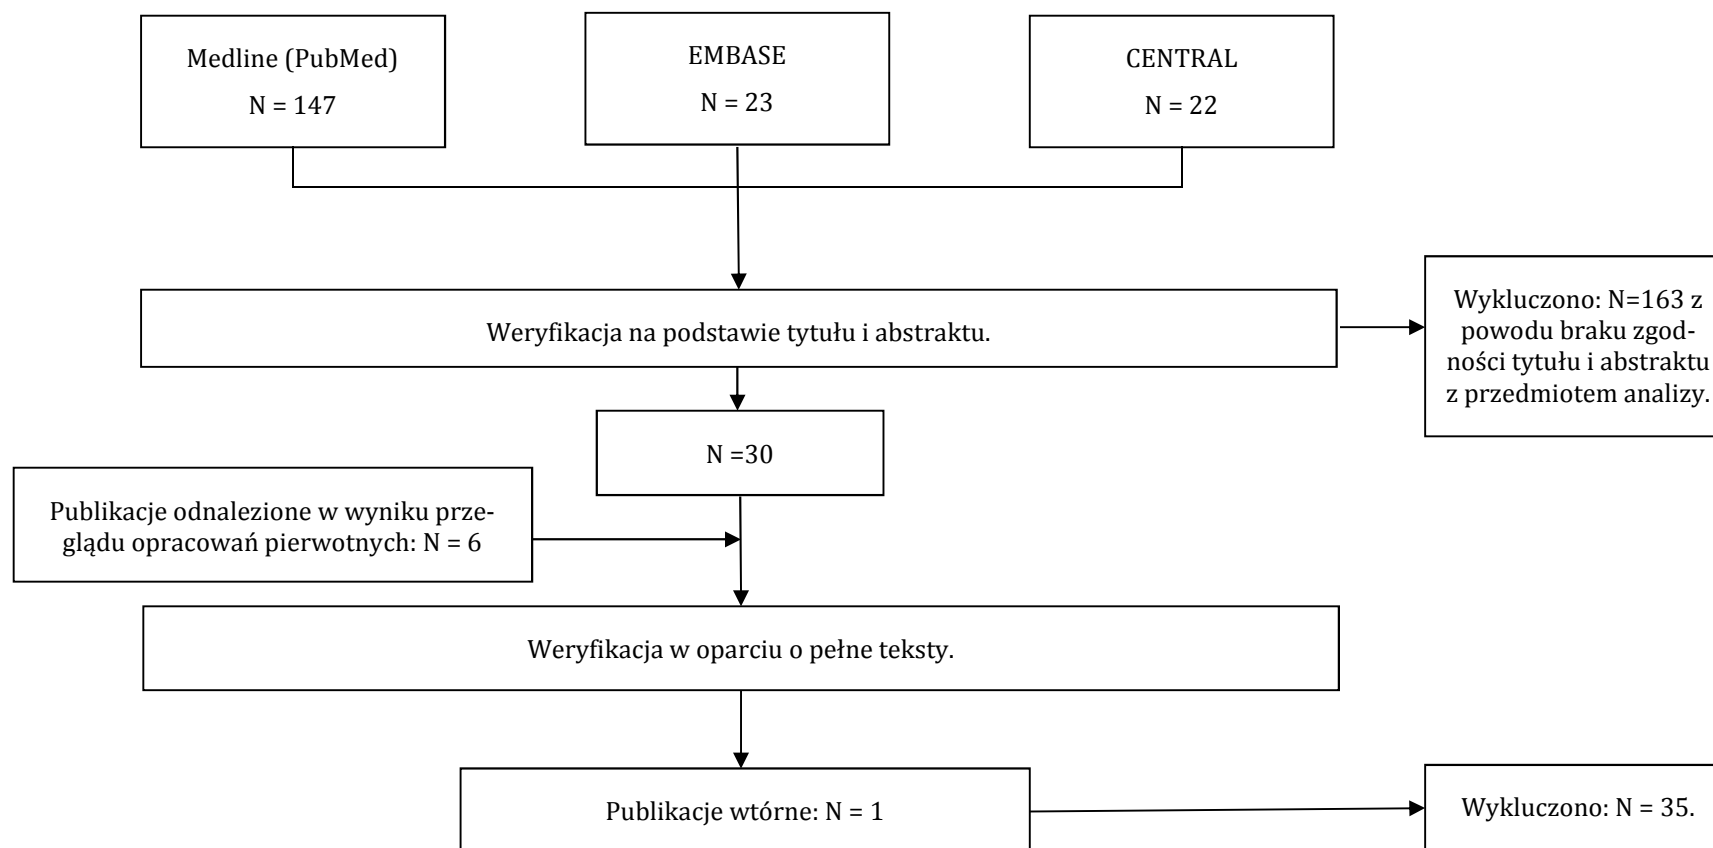 Medline (PubMed)
N = 147
EMBASE
N = 23
CENTRAL
N = 22
Weryfikacja na podstawie tytułu i abstraktu.
Wykluczono: N=163 z
powodu braku zgod-
ności tytułu i abstraktu
z przedmiotem analizy.
N =30
Publikacje odnalezione w wyniku prze-
glądu opracowań pierwotnych: N = 6
Weryfikacja w oparciu o pełne teksty.
Publikacje wtórne: N = 1
Wykluczono: N = 35.